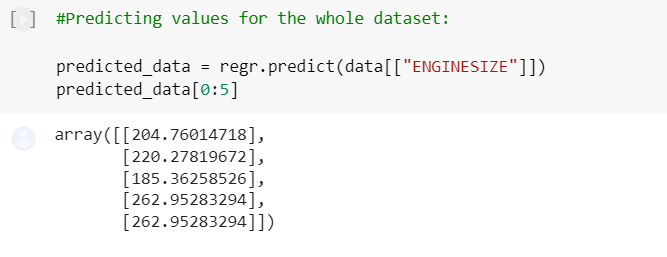 [ ] #Predicting values for the whole dataset:
predicted_data = regr.predict(data[["ENGINESIZE"]])
predicted_data[0:5]
array([[204.76014718],
[220.27819672],
[185.36258526],
[262.95283294],
[262.95283294]])